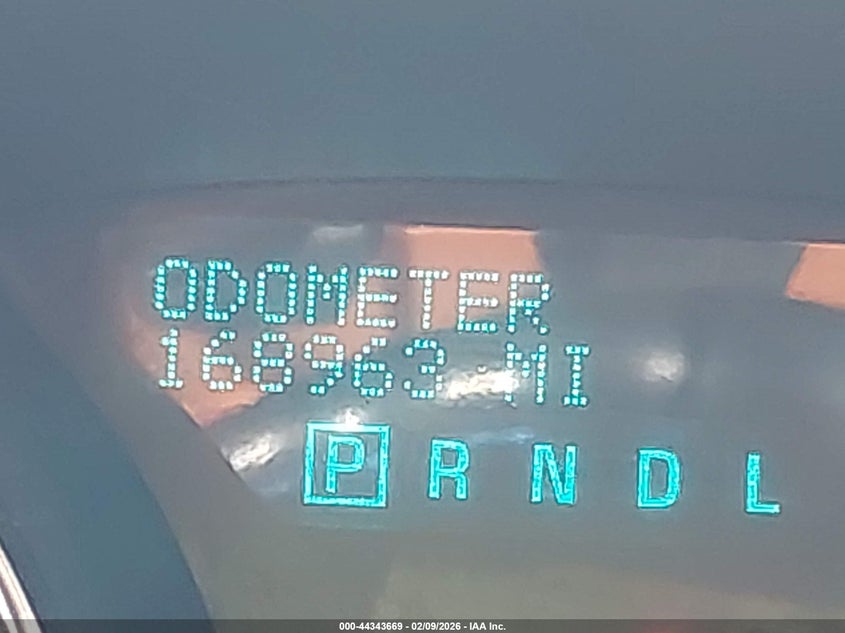 ODOMETER
168963 MI
P R N D L
000-44343669 - 02/09/2026 - IAA Inc.